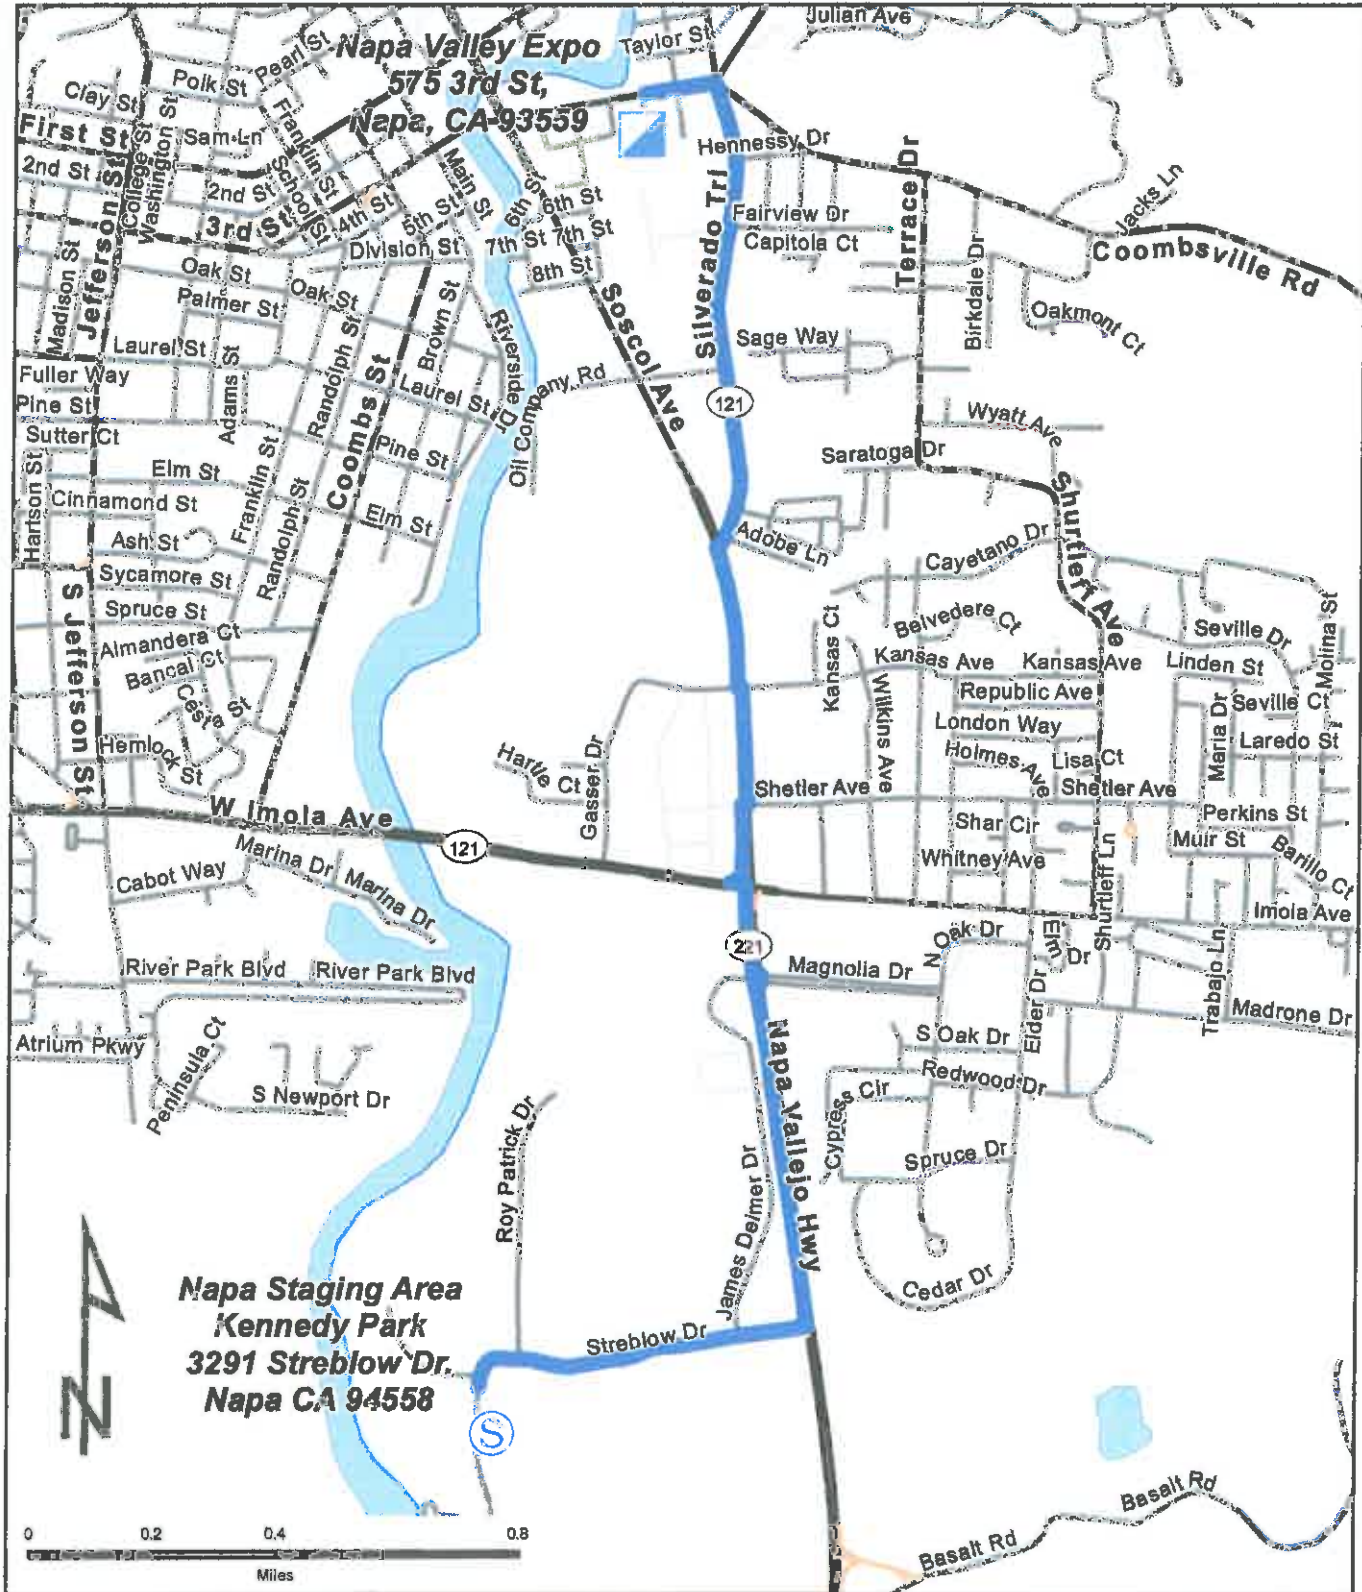 Julian Ave
Taylor St
Pearl St
Napa Valley Expo
575 3rd St,
Napa, CA 93559
Polk St
Clay St
First St
Sam Ln
Franklin St
College St
Washington St
2nd St
School St
2nd St
3rd St
4th St
5th St
Main St
6th St
6th St
Division St
7th St
7th St
8th St
Hennessy Dr
Silverado Trl
Fairview Dr
Capitola Ct
Terrace Dr
Jacks Ln
Coombsville Rd
Birkdale Dr
Oakmont Ct
Madison St
Jefferson St
Oak St
Palmer St
Oak St
Laurel St
Fuller Way
Pine St
Adams St
Randolph St
Coombs St
Brown St
Riverside Dr
Laurel St
Soscol Ave
Oil Company Rd
Sage Way
121
Wyatt Ave
Sutter Ct
Hartson St
Elm St
Cinnamond St
Franklin St
Randolph St
Pine St
Elm St
Saratoga Dr
Shurtleff Ave
Ash St
Adobe Ln
Cayetano Dr
Sycamore St
Spruce St
S Jefferson St
Almandera Ct
Bancal Ct
Cesta St
Hemlock St
Kansas Ct
Belvedere Ct
Seville Dr
Molina St
Kansas Ave
Kansas Ave
Linden St
Wilkins Ave
Republic Ave
Seville Ct
London Way
Maria Dr
Laredo St
Holmes Ave
Lisa Ct
Hartle Ct
Gasser Dr
Shetler Ave
Shetler Ave
Perkins St
W Imola Ave
121
Shar Cir
Muir St
Whitney Ave
Barillo Ct
Shurtleff Ln
Imola Ave
Marina Dr
Marina Dr
Cabot Way
221
N Oak Dr
Elm Dr
River Park Blvd
River Park Blvd
Magnolia Dr
Trabajo Ln
Elder Dr
Madrone Dr
Atrium Pkwy
Peninsula Ct
S Newport Dr
S Oak Dr
Redwood Dr
Cypress Cir
Napa Vallejo Hwy
Roy Patrick Dr
James Delmer Dr
Spruce Dr
Cedar Dr
Napa Staging Area
Kennedy Park
3291 Streblow Dr.
Napa CA 94558
Streblow Dr
N
S
Basalt Rd
Basalt Rd
0 0.2 0.4 0.8
Miles